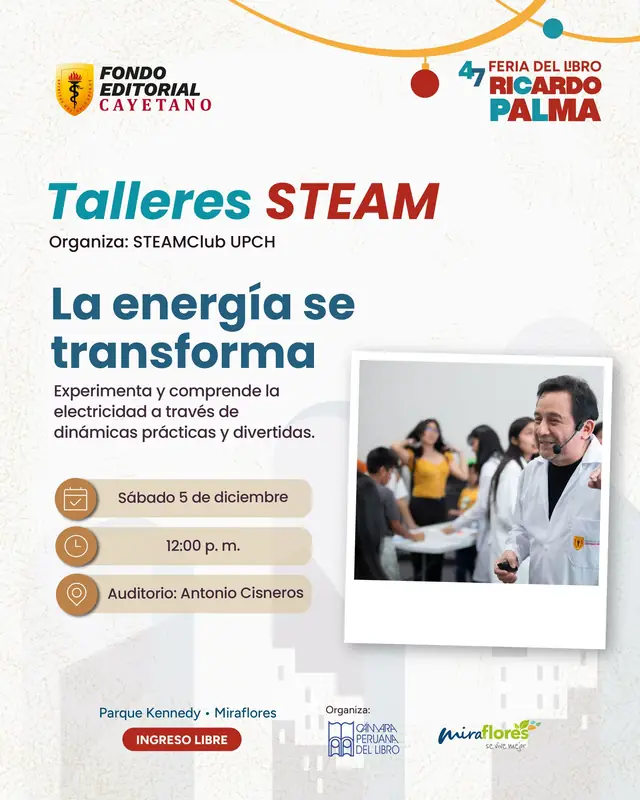 FONDO
EDITORIAL
CAYETANO
47 FERIA DEL LIBRO
RICARDO
PALMA
Talleres STEAM
Organiza: STEAMClub UPCH
La energía se
transforma
Experimenta y comprende la
electricidad a través de
dinámicas prácticas y divertidas.
Sábado 5 de diciembre
12:00 p. m.
Auditorio: Antonio Cisneros
Parque Kennedy • Miraflores
INGRESO LIBRE
Organiza:
CÁMARA
PERUANA
DEL LIBRO
miraflores
se vive mejor